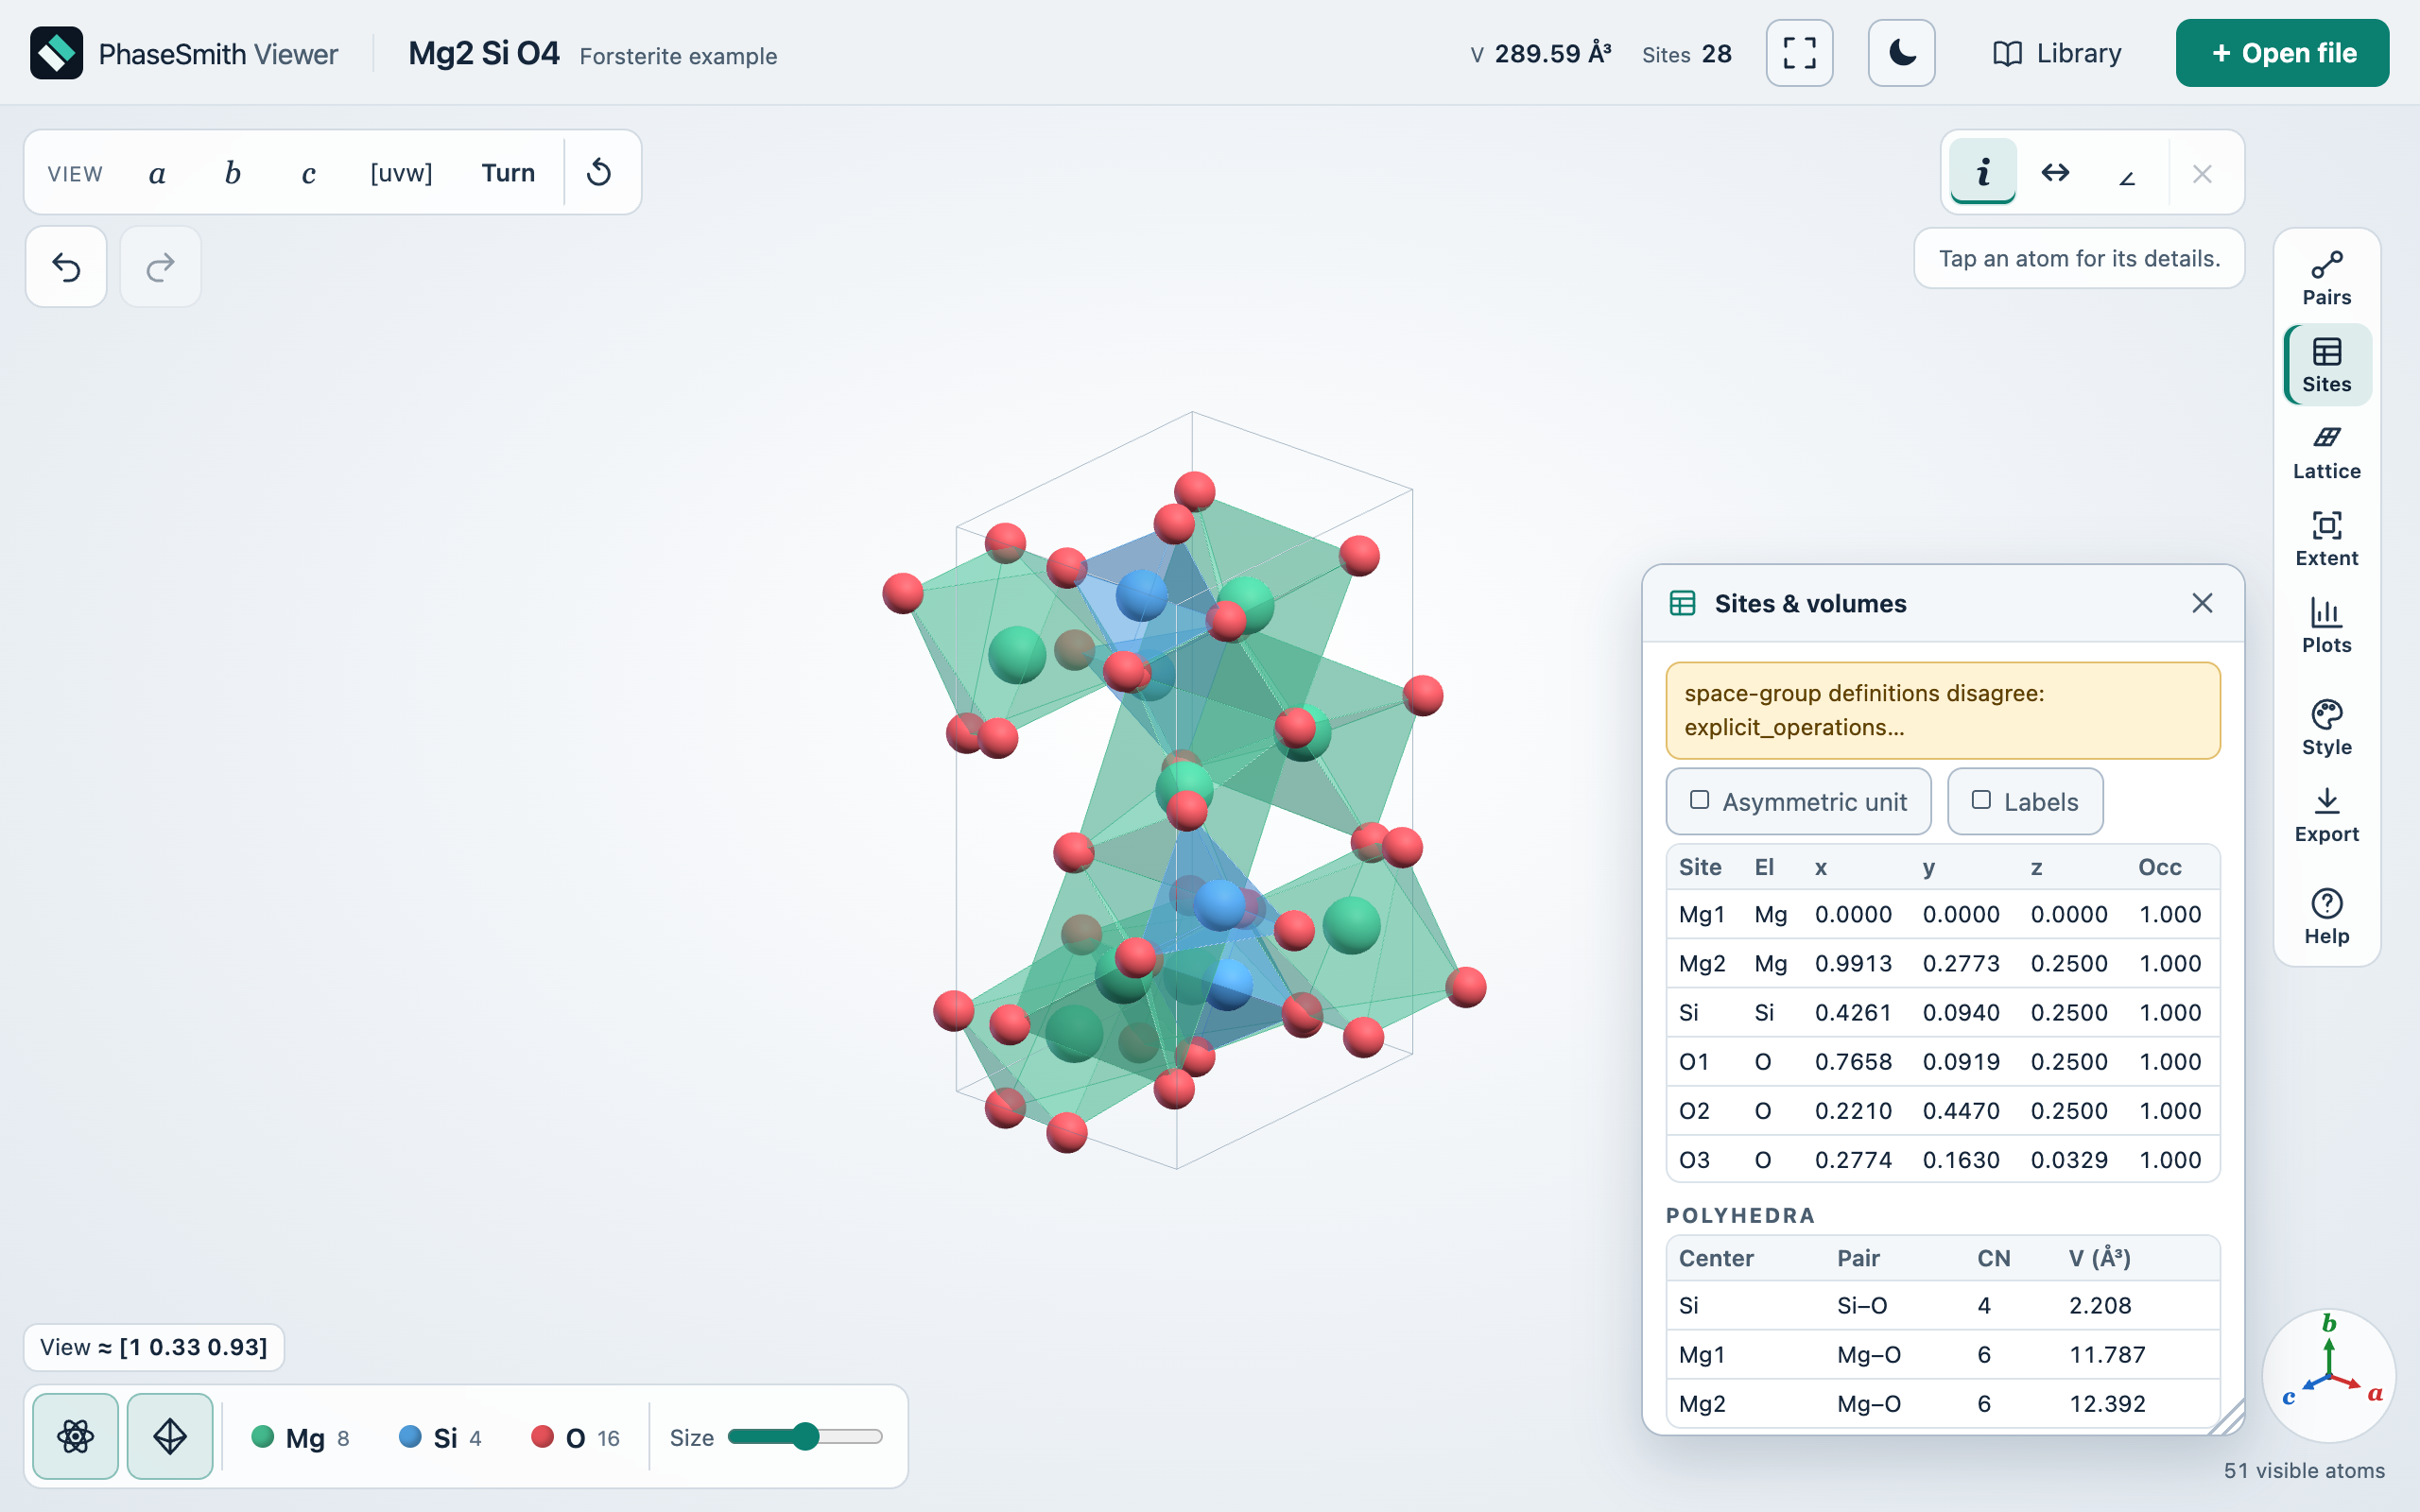 PhaseSmith Viewer
Mg2 Si O4 Forsterite example
V 289.59 Å³ Sites 28
Library
+ Open file
VIEW a b c [uvw] Turn
i
Tap an atom for its details.
Pairs
Sites
Lattice
Extent
Plots
Style
Export
Help
Sites & volumes
space-group definitions disagree:
explicit_operations...
Asymmetric unit
Labels
Site El x y z Occ
Mg1 Mg 0.0000 0.0000 0.0000 1.000
Mg2 Mg 0.9913 0.2773 0.2500 1.000
Si Si 0.4261 0.0940 0.2500 1.000
O1 O 0.7658 0.0919 0.2500 1.000
O2 O 0.2210 0.4470 0.2500 1.000
O3 O 0.2774 0.1630 0.0329 1.000
POLYHEDRA
Center Pair CN V (Å³)
Si Si–O 4 2.208
Mg1 Mg–O 6 11.787
Mg2 Mg–O 6 12.392
View ≈ [1 0.33 0.93]
Mg 8 Si 4 O 16 Size
b
c
a
51 visible atoms